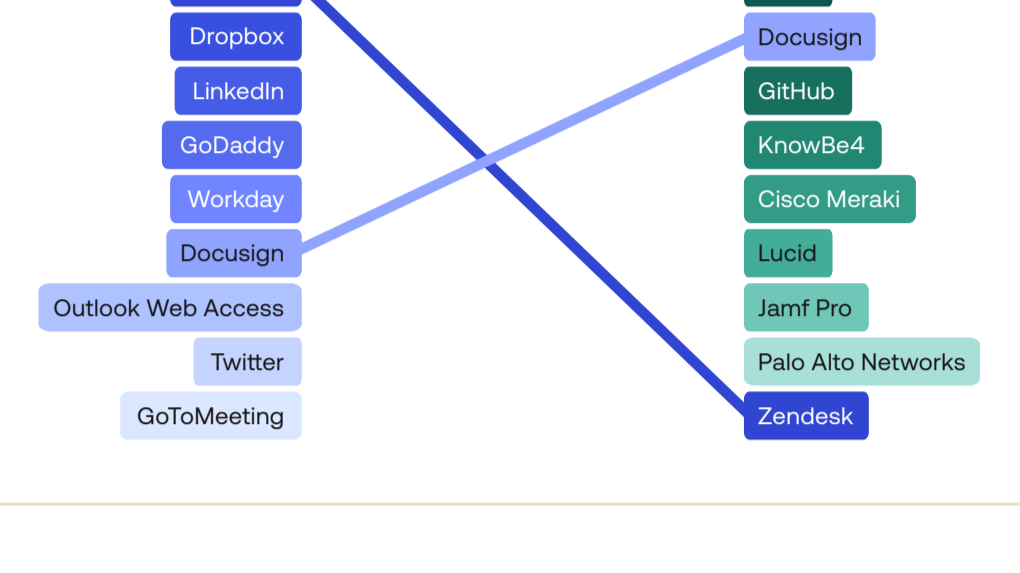 Dropbox
Docusign
LinkedIn
GitHub
GoDaddy
KnowBe4
Workday
Cisco Meraki
Docusign
Lucid
Outlook Web Access
Jamf Pro
Twitter
Palo Alto Networks
GoToMeeting
Zendesk